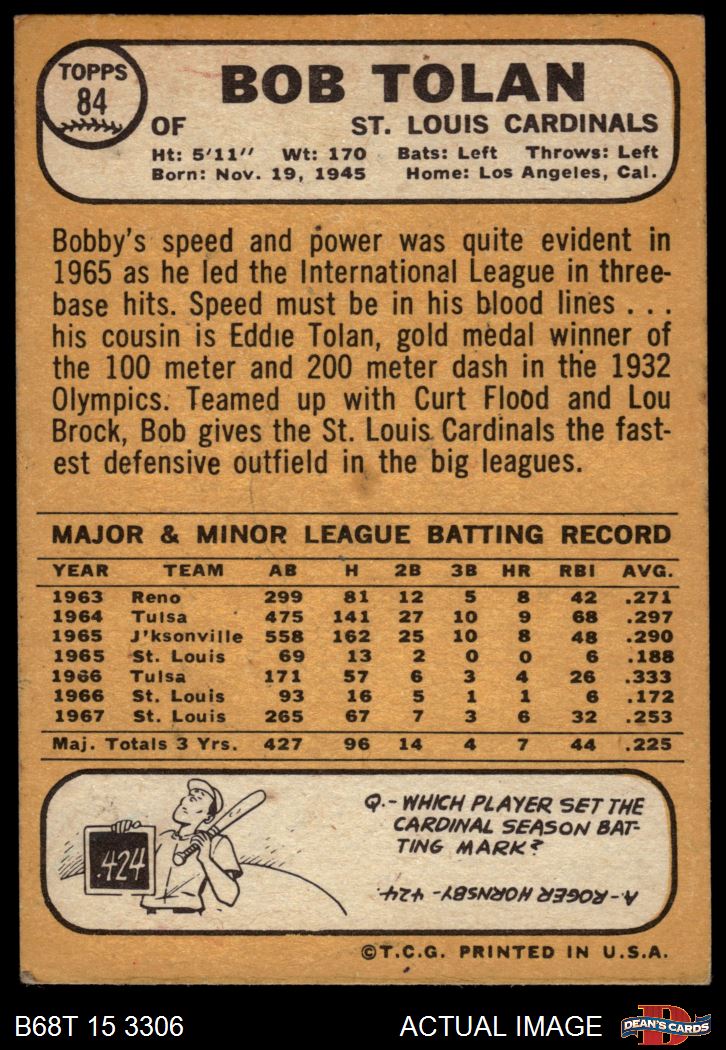 TOPPS
84
BOB TOLAN
OF ST. LOUIS CARDINALS
Ht: 5'11" Wt: 170 Bats: Left Throws: Left
Born: Nov. 19, 1945 Home: Los Angeles, Cal.
Bobby's speed and power was quite evident in
1965 as he led the International League in three-
base hits. Speed must be in his blood lines . . .
his cousin is Eddie Tolan, gold medal winner of
the 100 meter and 200 meter dash in the 1932
Olympics. Teamed up with Curt Flood and Lou
Brock, Bob gives the St. Louis Cardinals the fast-
est defensive outfield in the big leagues.
MAJOR & MINOR LEAGUE BATTING RECORD
YEAR TEAM AB H 2B 3B HR RBI AVG.
1963 Reno 299 81 12 5 8 42 .271
1964 Tulsa 475 141 27 10 9 68 .297
1965 J'ksonville 558 162 25 10 8 48 .290
1965 St. Louis 69 13 2 0 0 6 .188
1966 Tulsa 171 57 6 3 4 26 .333
1966 St. Louis 93 16 5 1 1 6 .172
1967 St. Louis 265 67 7 3 6 32 .253
Maj. Totals 3 Yrs. 427 96 14 4 7 44 .225
.424
Q.- WHICH PLAYER SET THE
CARDINAL SEASON BAT-
TING MARK?
A- ROGER HORNSBY - .424.
©T.C.G. PRINTED IN U.S.A.
B68T 15 3306 ACTUAL IMAGE D DEAN'S CARDS